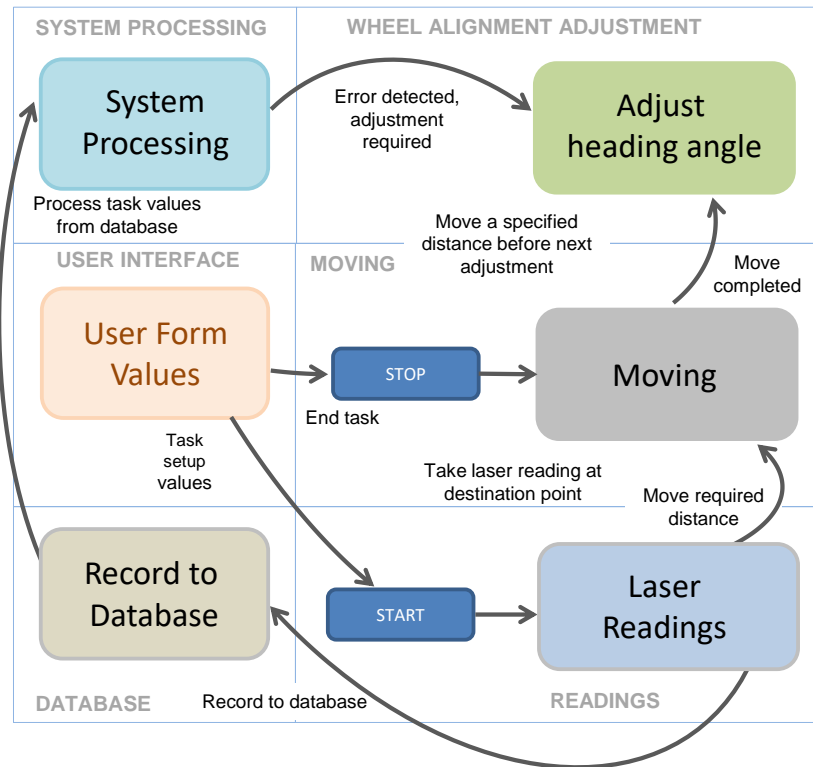 SYSTEM PROCESSING
WHEEL ALIGNMENT ADJUSTMENT
System
Processing
Error detected,
adjustment
required
Adjust
heading angle
Process task values
from database
Move a specified
distance before next
adjustment
USER INTERFACE
MOVING
Move
completed
User Form
Values
STOP
Moving
End task
Task
setup
values
Take laser reading at
destination point
Move required
distance
Record to
Database
START
Laser
Readings
DATABASE
Record to database
READINGS